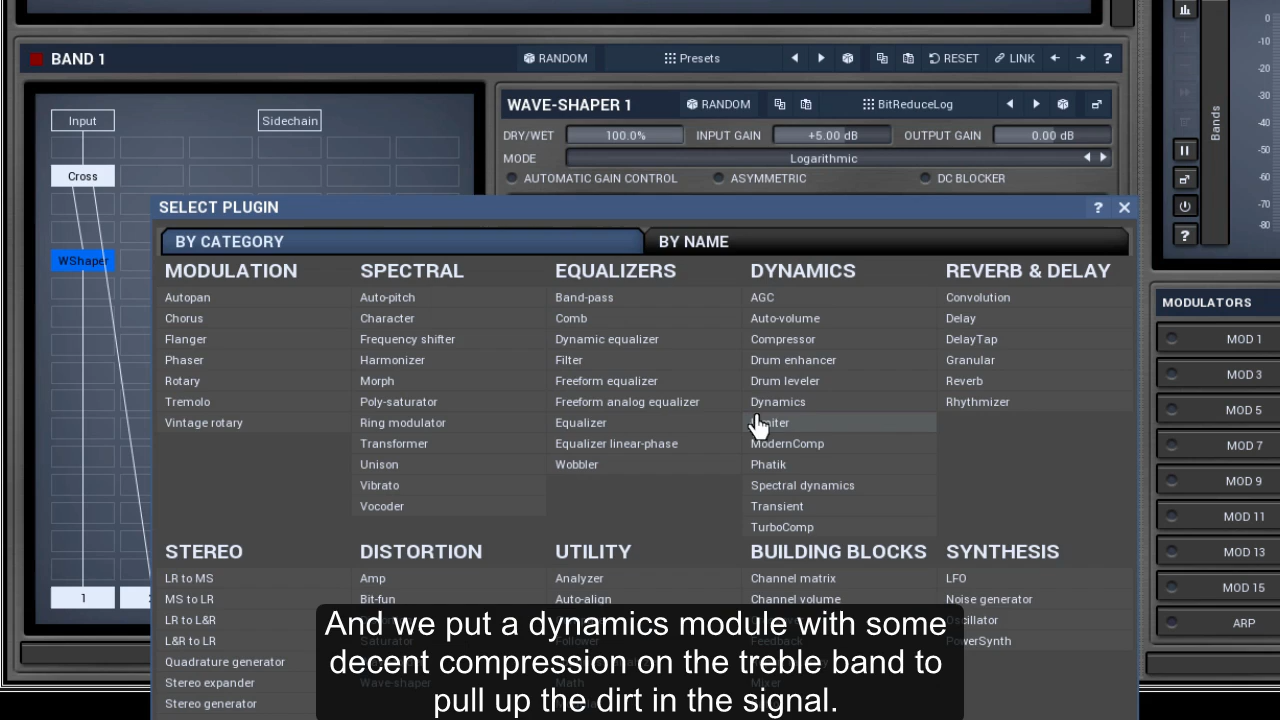 BAND 1
RANDOM
Presets
RESET
LINK
?
Input
Sidechain
Cross
WShaper
1
WAVE-SHAPER 1
RANDOM
BitReduceLog
DRY/WET 100.0% INPUT GAIN +5.00 dB OUTPUT GAIN 0.00 dB
MODE Logarithmic
AUTOMATIC GAIN CONTROL ASYMMETRIC DC BLOCKER
SELECT PLUGIN
? 
BY CATEGORY
BY NAME
MODULATION
Autopan
Chorus
Flanger
Phaser
Rotary
Tremolo
Vintage rotary
SPECTRAL
Auto-pitch
Character
Frequency shifter
Harmonizer
Morph
Poly-saturator
Ring modulator
Transformer
Unison
Vibrato
Vocoder
EQUALIZERS
Band-pass
Comb
Dynamic equalizer
Filter
Freeform equalizer
Freeform analog equalizer
Equalizer
Equalizer linear-phase
Wobbler
DYNAMICS
AGC
Auto-volume
Compressor
Drum enhancer
Drum leveler
Dynamics
ModernComp
Phatik
Spectral dynamics
Transient
TurboComp
REVERB & DELAY
Convolution
Delay
DelayTap
Granular
Reverb
Rhythmizer
STEREO
LR to MS
MS to LR
LR to L&R
L&R to LR
Quadrature generator
Stereo expander
Stereo generator
DISTORTION
Amp
Bit-fun
Saturator
Wave-shaper
UTILITY
Analyzer
Auto-align
Follower
Math
BUILDING BLOCKS
Channel matrix
Channel volume
Feedback
Mixer
SYNTHESIS
LFO
Noise generator
Oscillator
PowerSynth
And we put a dynamics module with some
decent compression on the treble band to
pull up the dirt in the signal.
Bands
0
-10
-20
-30
-40
-50
-60
-70
-80
?
MODULATORS
MOD 1
MOD 3
MOD 5
MOD 7
MOD 9
MOD 11
MOD 13
MOD 15
ARP